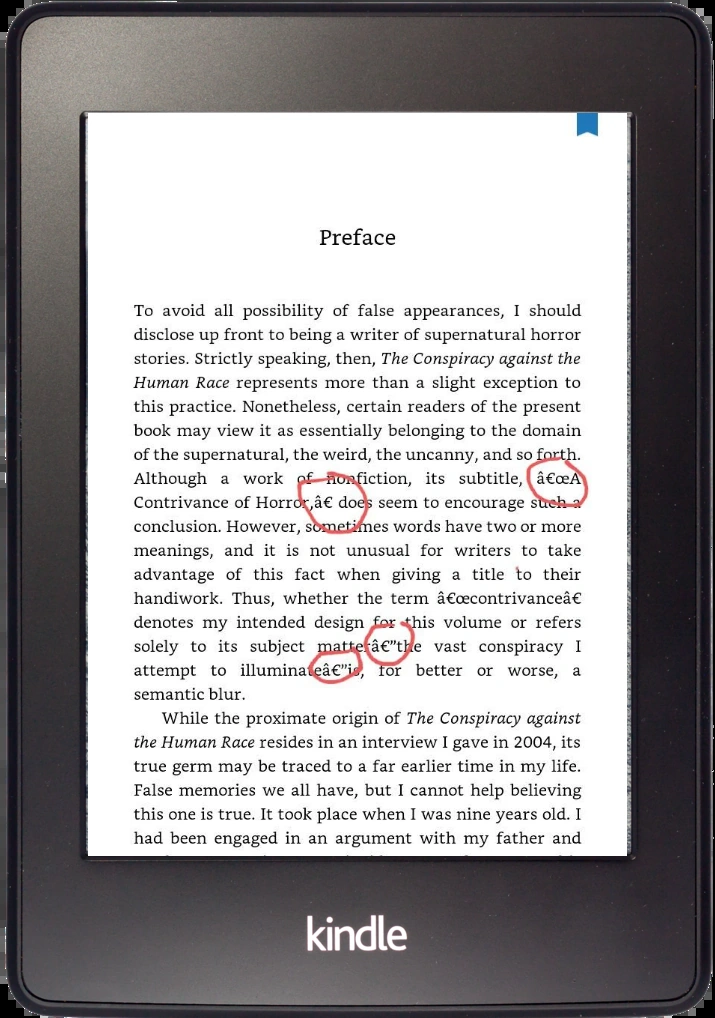 Preface
To avoid all possibility of false appearances, I should
disclose up front to being a writer of supernatural horror
stories. Strictly speaking, then, The Conspiracy against the
Human Race represents more than a slight exception to
this practice. Nonetheless, certain readers of the present
book may view it as essentially belonging to the domain
of the supernatural, the weird, the uncanny, and so forth.
Although a work of nonfiction, its subtitle, â€œA
Contrivance of Horror,â€ does seem to encourage such a
conclusion. However, sometimes words have two or more
meanings, and it is not unusual for writers to take
advantage of this fact when giving a title to their
handiwork. Thus, whether the term â€œcontrivanceâ€
denotes my intended design for this volume or refers
solely to its subject matterâ€”the vast conspiracy I
attempt to illuminateâ€”is, for better or worse, a
semantic blur.
While the proximate origin of The Conspiracy against
the Human Race resides in an interview I gave in 2004, its
true germ may be traced to a far earlier time in my life.
False memories we all have, but I cannot help believing
this one is true. It took place when I was nine years old. I
had been engaged in an argument with my father and
kindle